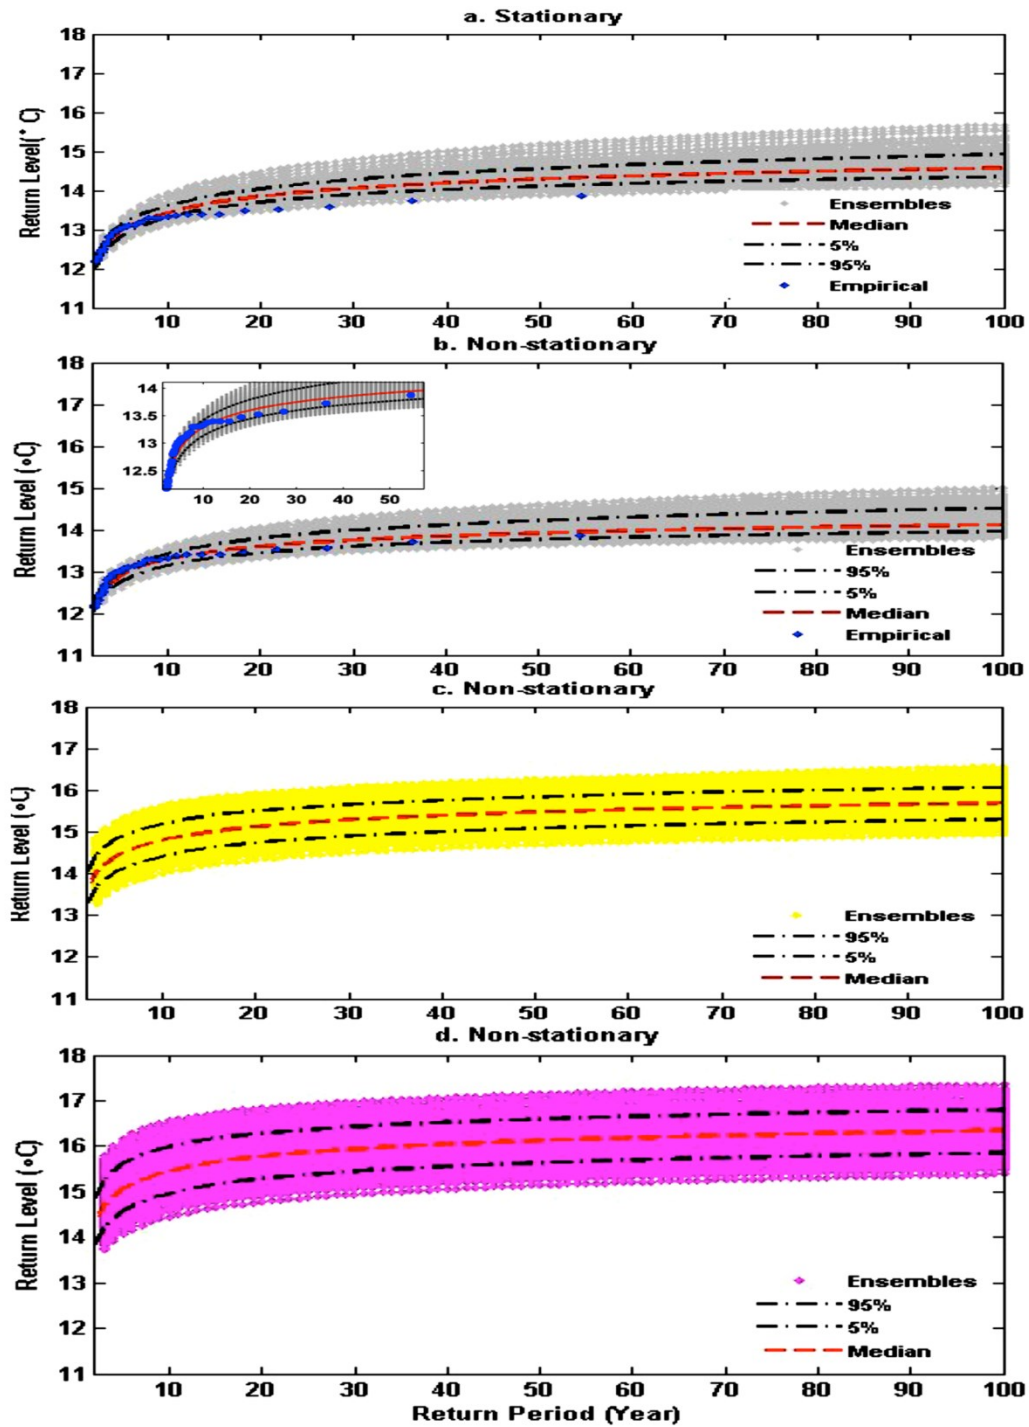 a. Stationary
18
17
16
15
14
13
12
11
Return Level(° C)
Ensembles
Median
5%
95%
Empirical
10 20 30 40 50 60 70 80 90 100
b. Non-stationary
18
17
16
15
14
13
12
11
Return Level (∘C)
14
13.5
13
12.5
10 20 30 40 50
Ensembles
95%
5%
Median
Empirical
10 20 30 40 50 60 70 80 90 100
c. Non-stationary
18
17
16
15
14
13
12
11
Return Level (∘C)
Ensembles
95%
5%
Median
10 20 30 40 50 60 70 80 90 100
d. Non-stationary
18
17
16
15
14
13
12
11
Return Level (∘C)
Ensembles
95%
5%
Median
10 20 30 40 50 60 70 80 90 100
Return Period (Year)